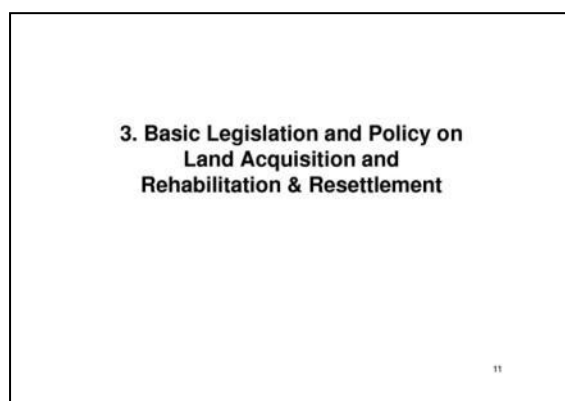 3. Basic Legislation and Policy on
Land Acquisition and
Rehabilitation & Resettlement
11